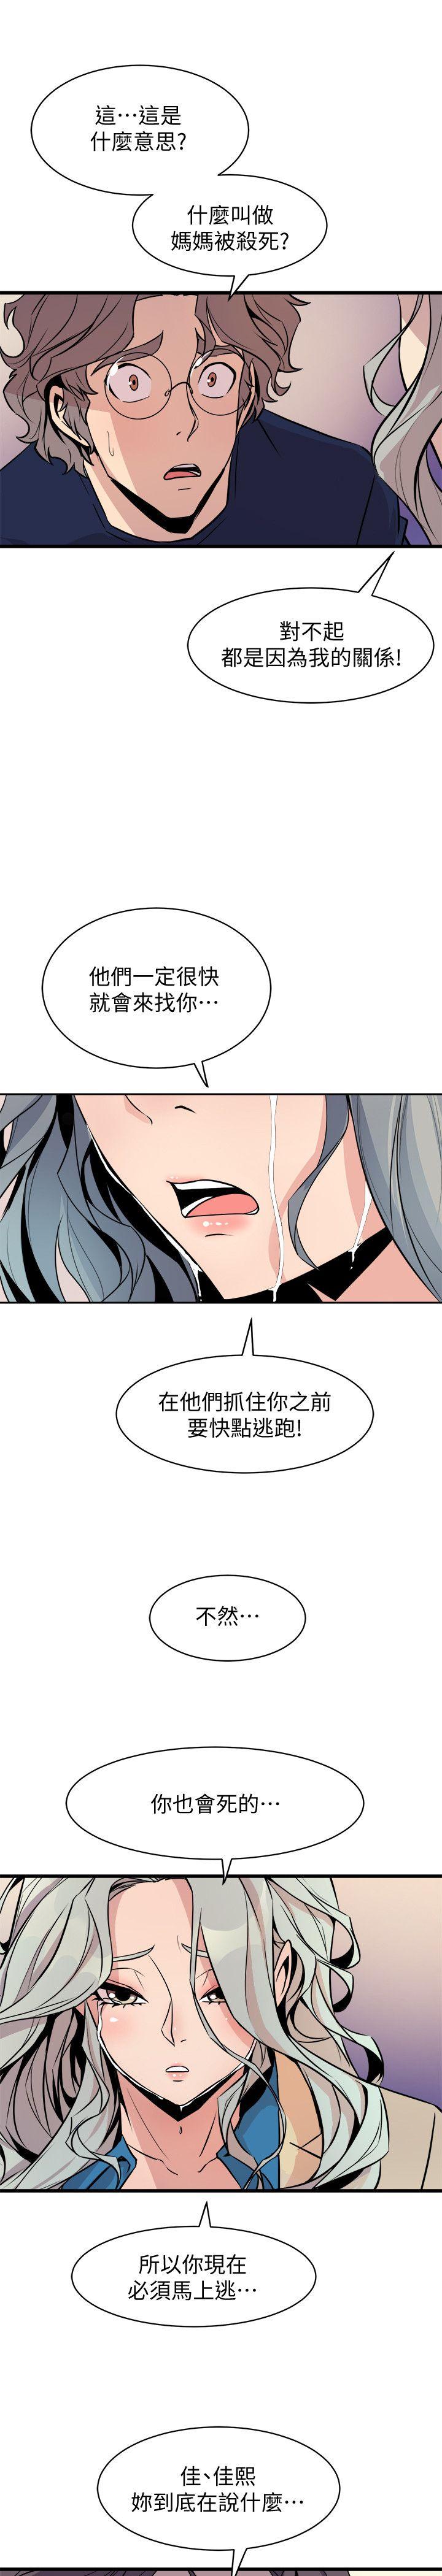 這⋯這是
什麼意思?
什麼叫做
媽媽被殺死?
對不起
都是因為我的關係!
他們一定很快
就會來找你⋯
在他們抓住你之前
要快點逃跑!
不然⋯
你也會死的⋯
所以你現在
必須馬上逃⋯
佳、佳熙
妳到底在說什麼⋯